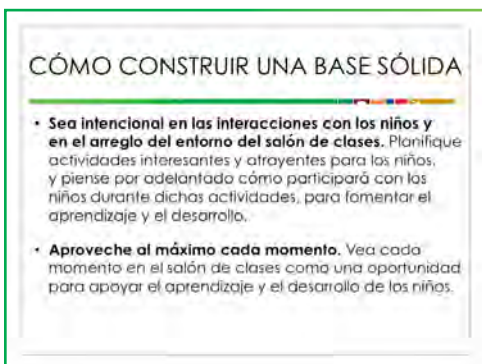 CÓMO CONSTRUIR UNA BASE SÓLIDA
• Sea intencional en las interacciones con los niños y
en el arreglo del entorno del salón de clases. Planifique
actividades interesantes y atrayentes para los niños,
y piense por adelantado cómo participará con los
niños durante dichas actividades, para fomentar el
aprendizaje y el desarrollo.
• Aproveche al máximo cada momento. Vea cada
momento en el salón de clases como una oportunidad
para apoyar el aprendizaje y el desarrollo de los niños.